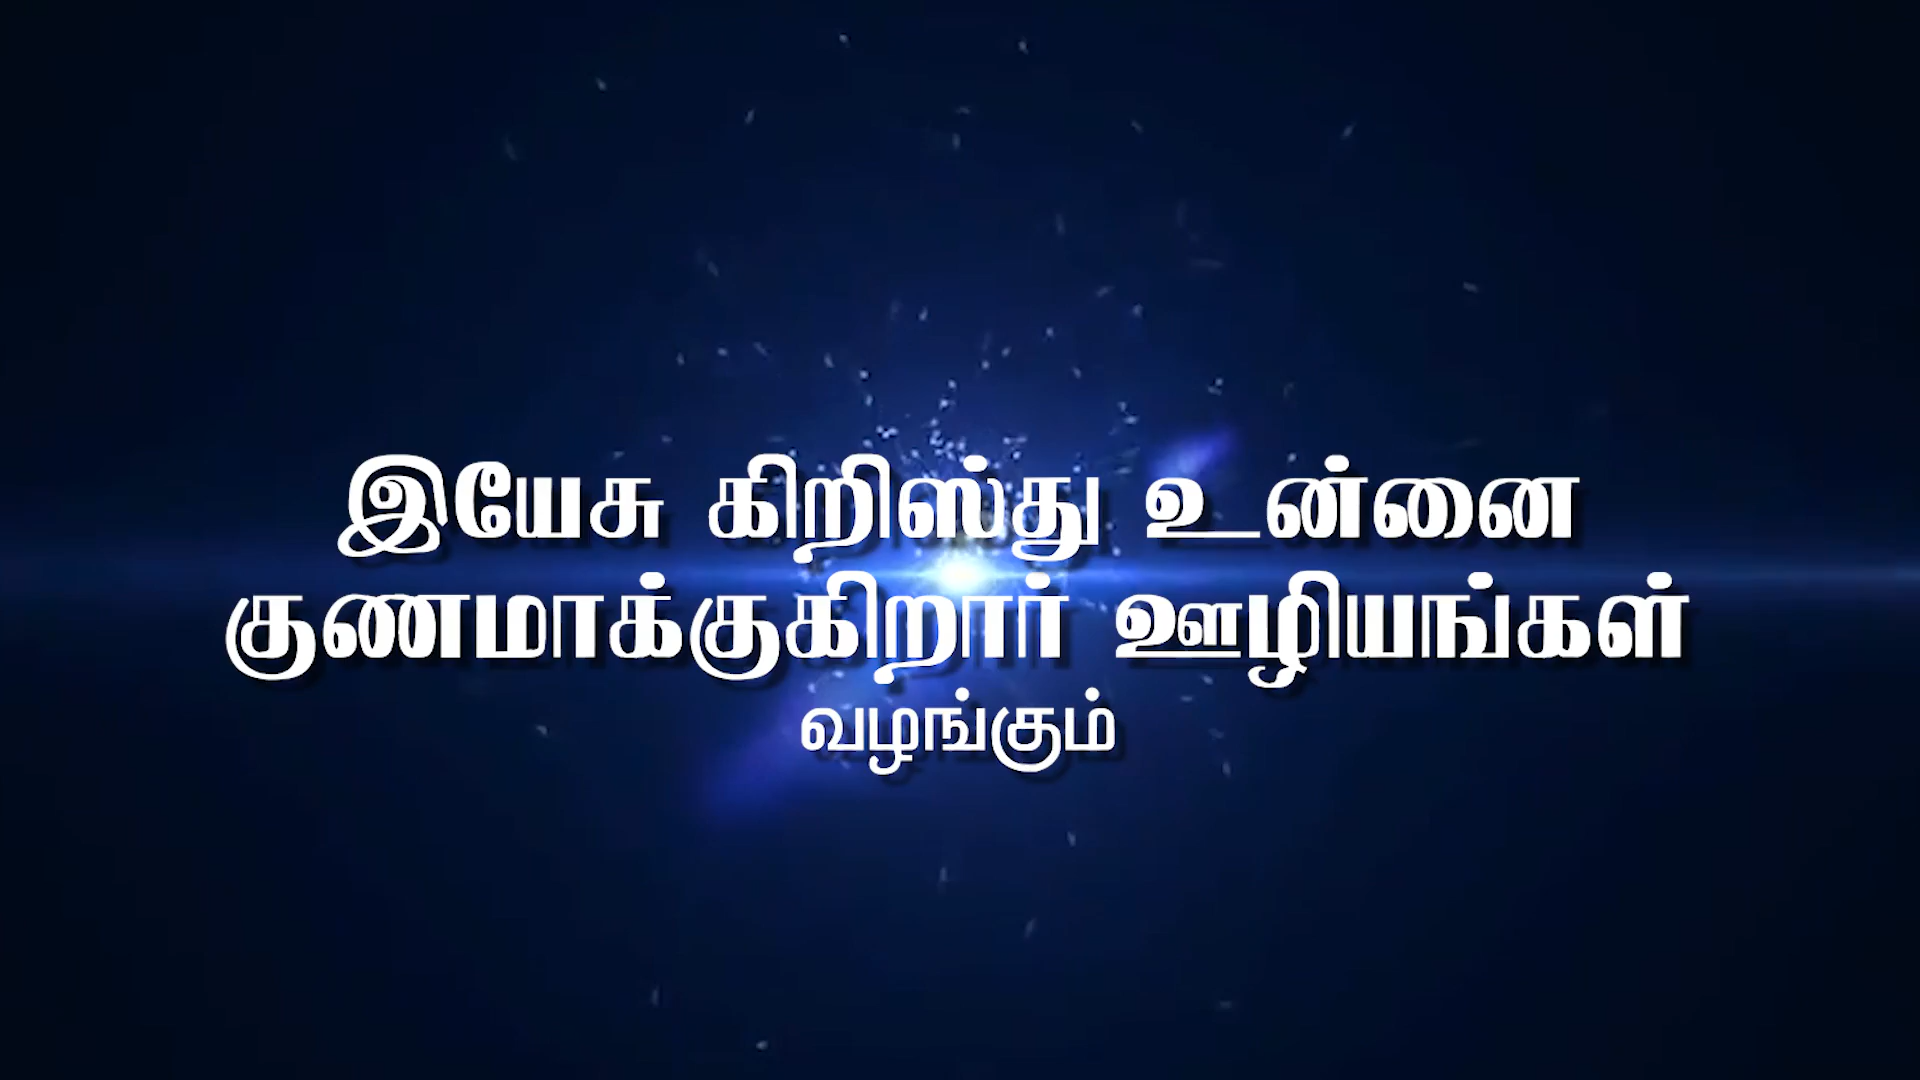 இயேசு கிறிஸ்து உன்னை
குணமாக்குகிறார் ஊழியங்கள்
வழங்கும்